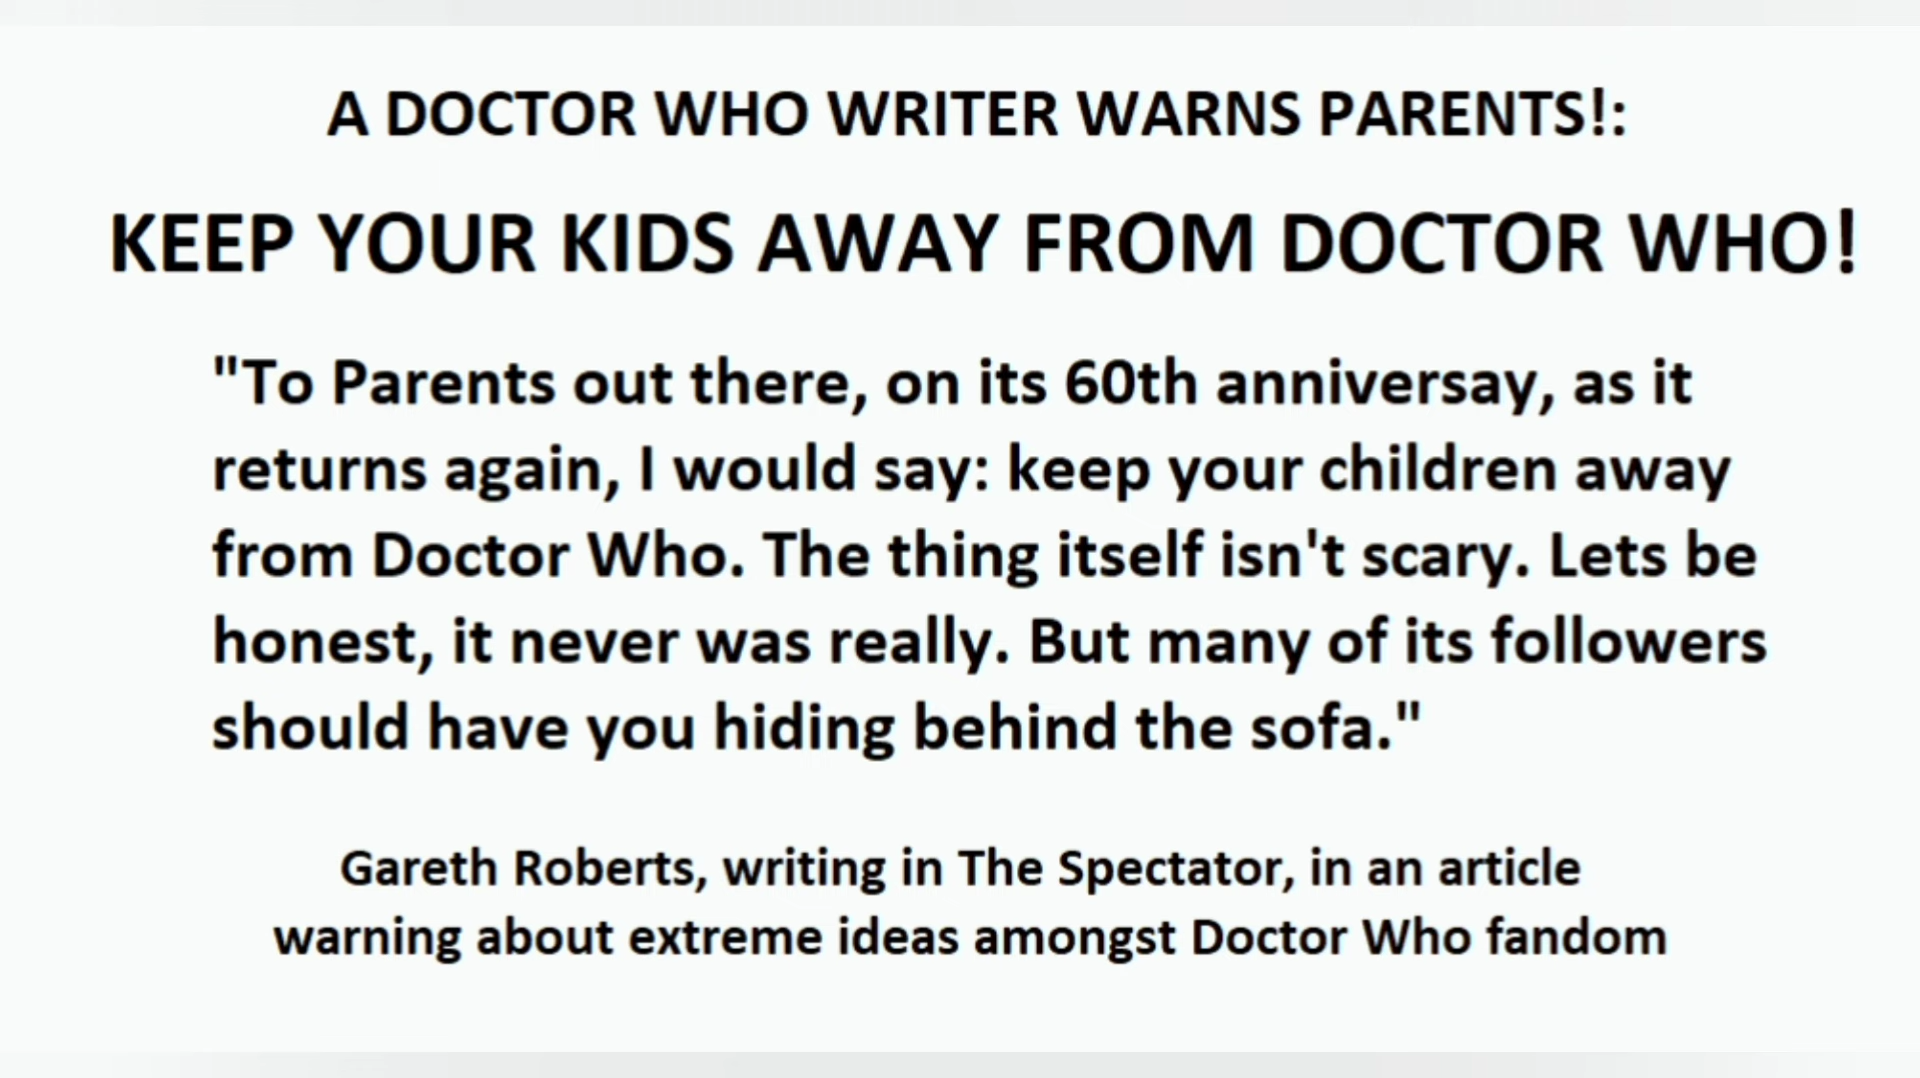 A DOCTOR WHO WRITER WARNS PARENTS!:
KEEP YOUR KIDS AWAY FROM DOCTOR WHO!
"To Parents out there, on its 60th anniversay, as it
returns again, I would say: keep your children away
from Doctor Who. The thing itself isn't scary. Lets be
honest, it never was really. But many of its followers
should have you hiding behind the sofa."
Gareth Roberts, writing in The Spectator, in an article
warning about extreme ideas amongst Doctor Who fandom